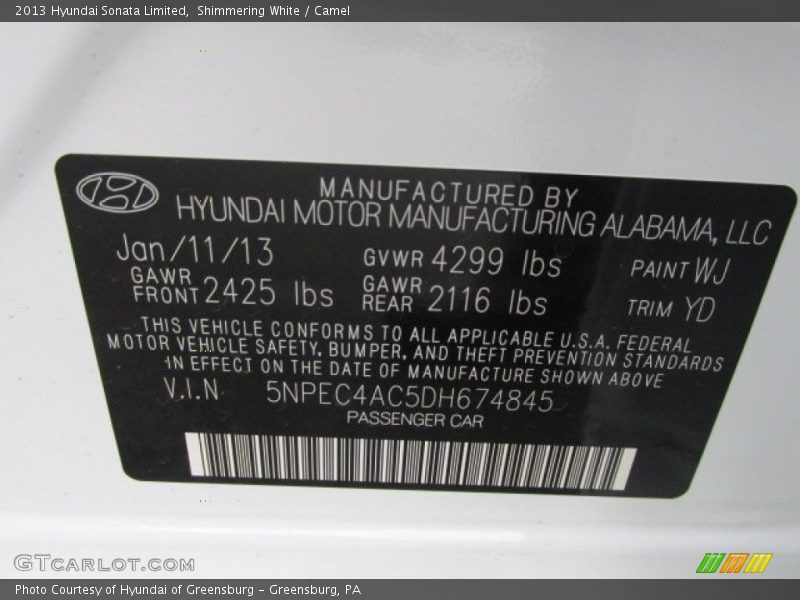 2013 Hyundai Sonata Limited,  Shimmering White / Camel
MANUFACTURED BY
HYUNDAI MOTOR MANUFACTURING ALABAMA, LLC
Jan/11/13 GVWR 4299 lbs PAINT WJ
GAWR FRONT 2425 lbs GAWR REAR 2116 lbs TRIM YD
THIS VEHICLE CONFORMS TO ALL APPLICABLE U.S.A. FEDERAL
MOTOR VEHICLE SAFETY, BUMPER, AND THEFT PREVENTION STANDARDS
IN EFFECT ON THE DATE OF MANUFACTURE SHOWN ABOVE
V.I.N 5NPEC4AC5DH674845
PASSENGER CAR
GTCARLOT.COM
Photo Courtesy of Hyundai of Greensburg - Greensburg, PA